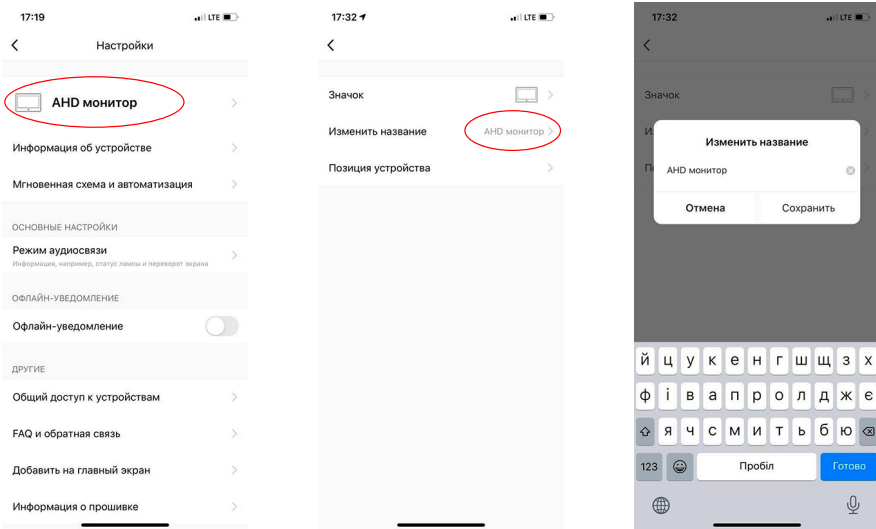 17:19
LTE
Настройки
AHD монитор
Информация об устройстве
Мгновенная схема и автоматизация
ОСНОВНЫЕ НАСТРОЙКИ
Режим аудиосвязи
Информация, например, статус лампы и переворот экрана
ОФЛАЙН-УВЕДОМЛЕНИЕ
Офлайн-уведомление
ДРУГИЕ
Общий доступ к устройствам
FAQ и обратная связь
Добавить на главный экран
Информация о прошивке
17:32
LTE
Значок
Изменить название AHD монитор
Позиция устройства
17:32
LTE
Значок
Изменить название
AHD монитор
Отмена Сохранить
й ц у к е н г ш щ з х
ф і в а п р о л д ж є
я ч с м и т ь б ю
123 Пробіл Готово